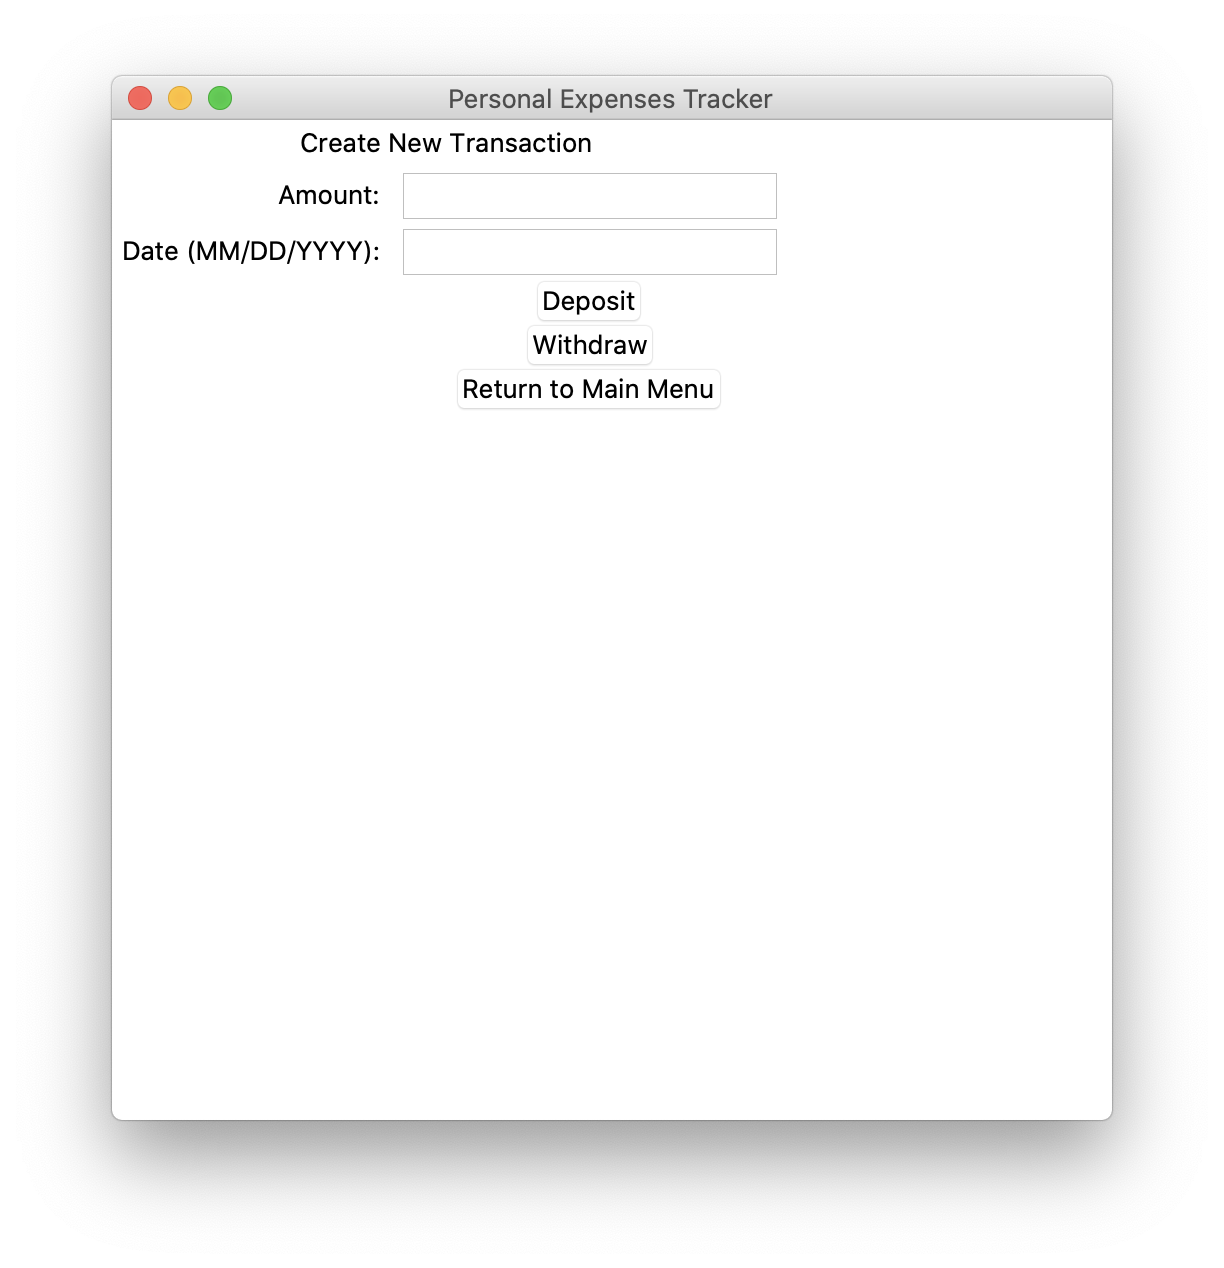 Personal Expenses Tracker
Create New Transaction
Amount:
Date (MM/DD/YYYY):
Deposit
Withdraw
Return to Main Menu